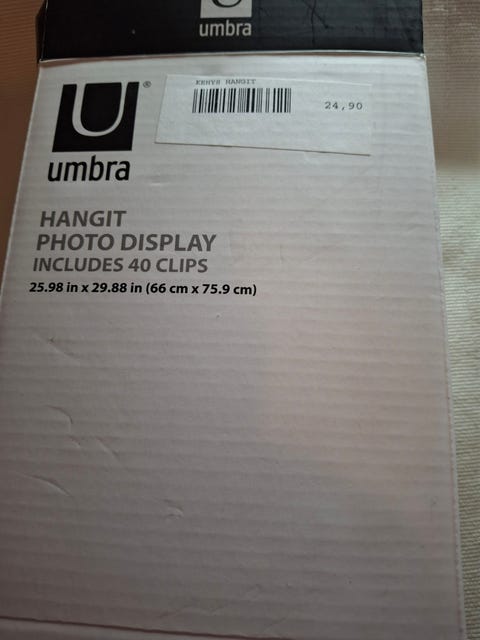 umbra
KEHYS HANGIT
24,90
U®
umbra
HANGIT
PHOTO DISPLAY
INCLUDES 40 CLIPS
25.98 in x 29.88 in (66 cm x 75.9 cm)